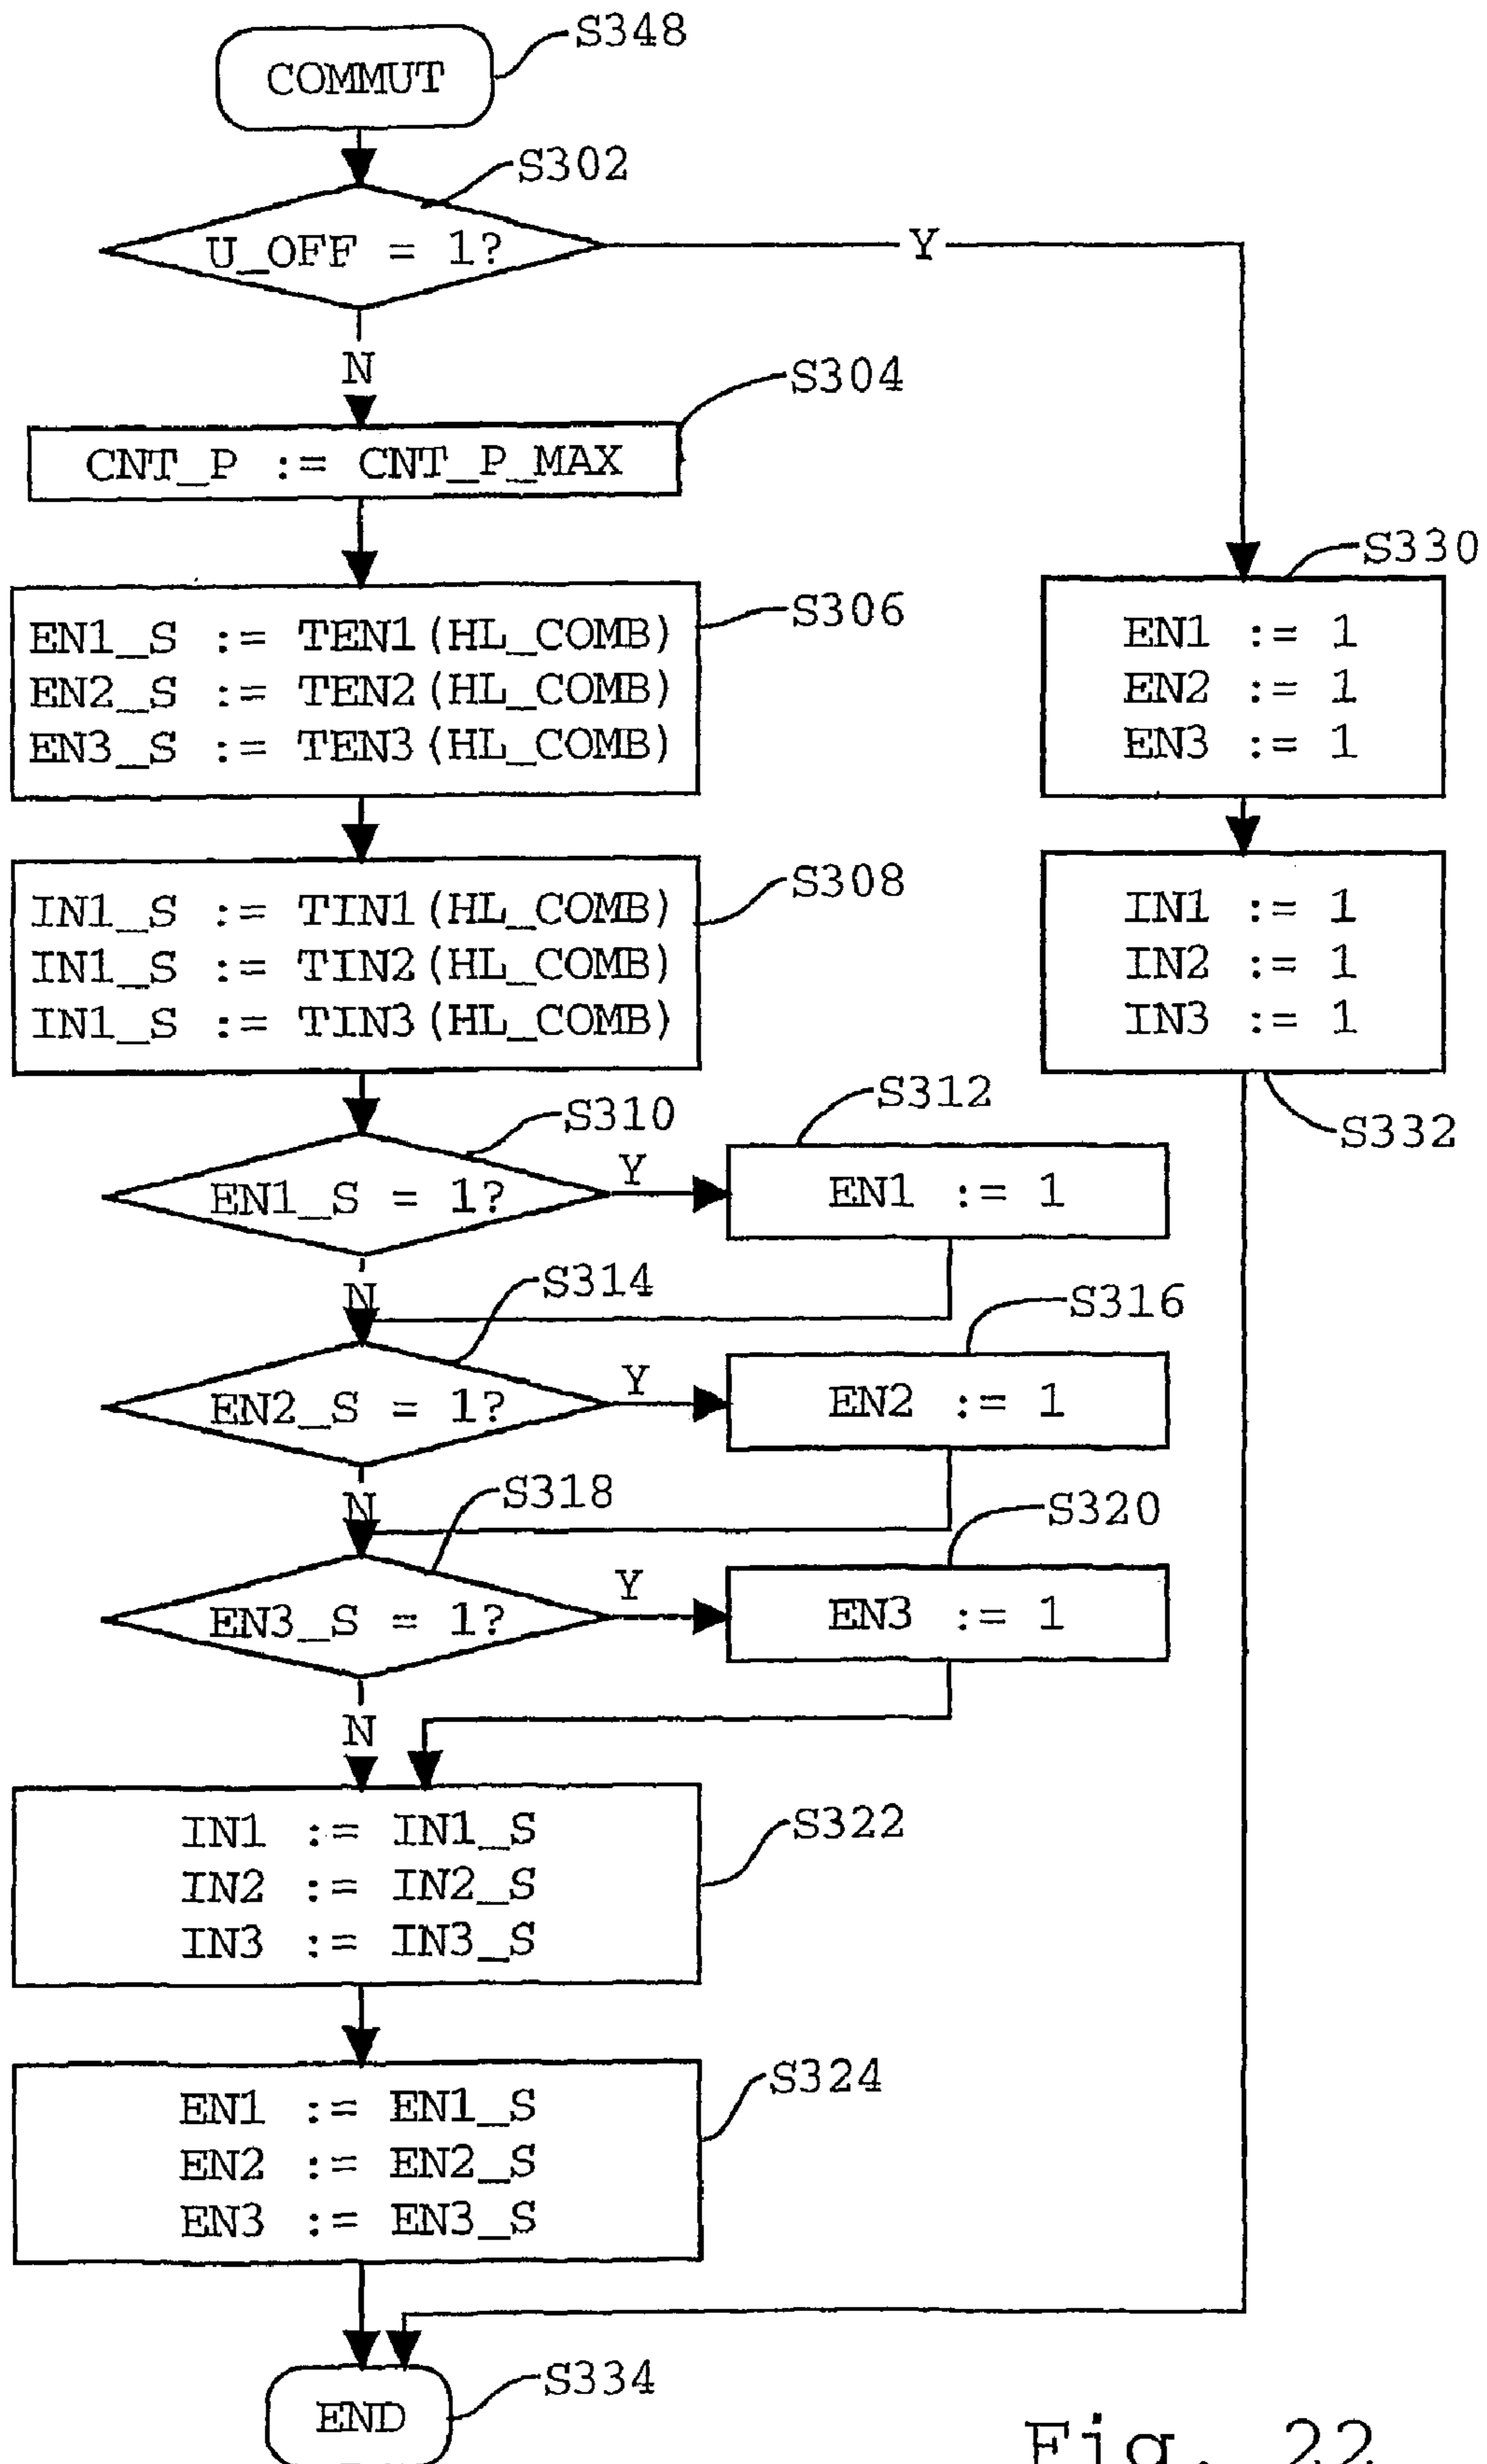 S348
COMMUT
S302
U_OFF = 1?
Y
N
S304
CNT_P := CNT_P_MAX
S306
EN1_S := TEN1(HL_COMB)
EN2_S := TEN2(HL_COMB)
EN3_S := TEN3(HL_COMB)
S330
EN1 := 1
EN2 := 1
EN3 := 1
S308
IN1_S := TIN1(HL_COMB)
IN1_S := TIN2(HL_COMB)
IN1_S := TIN3(HL_COMB)
IN1 := 1
IN2 := 1
IN3 := 1
S332
S310
EN1_S = 1?
Y
S312
EN1 := 1
N
S314
EN2_S = 1?
Y
S316
EN2 := 1
N
S318
EN3_S = 1?
Y
S320
EN3 := 1
N
S322
IN1 := IN1_S
IN2 := IN2_S
IN3 := IN3_S
S324
EN1 := EN1_S
EN2 := EN2_S
EN3 := EN3_S
S334
END
Fig. 22